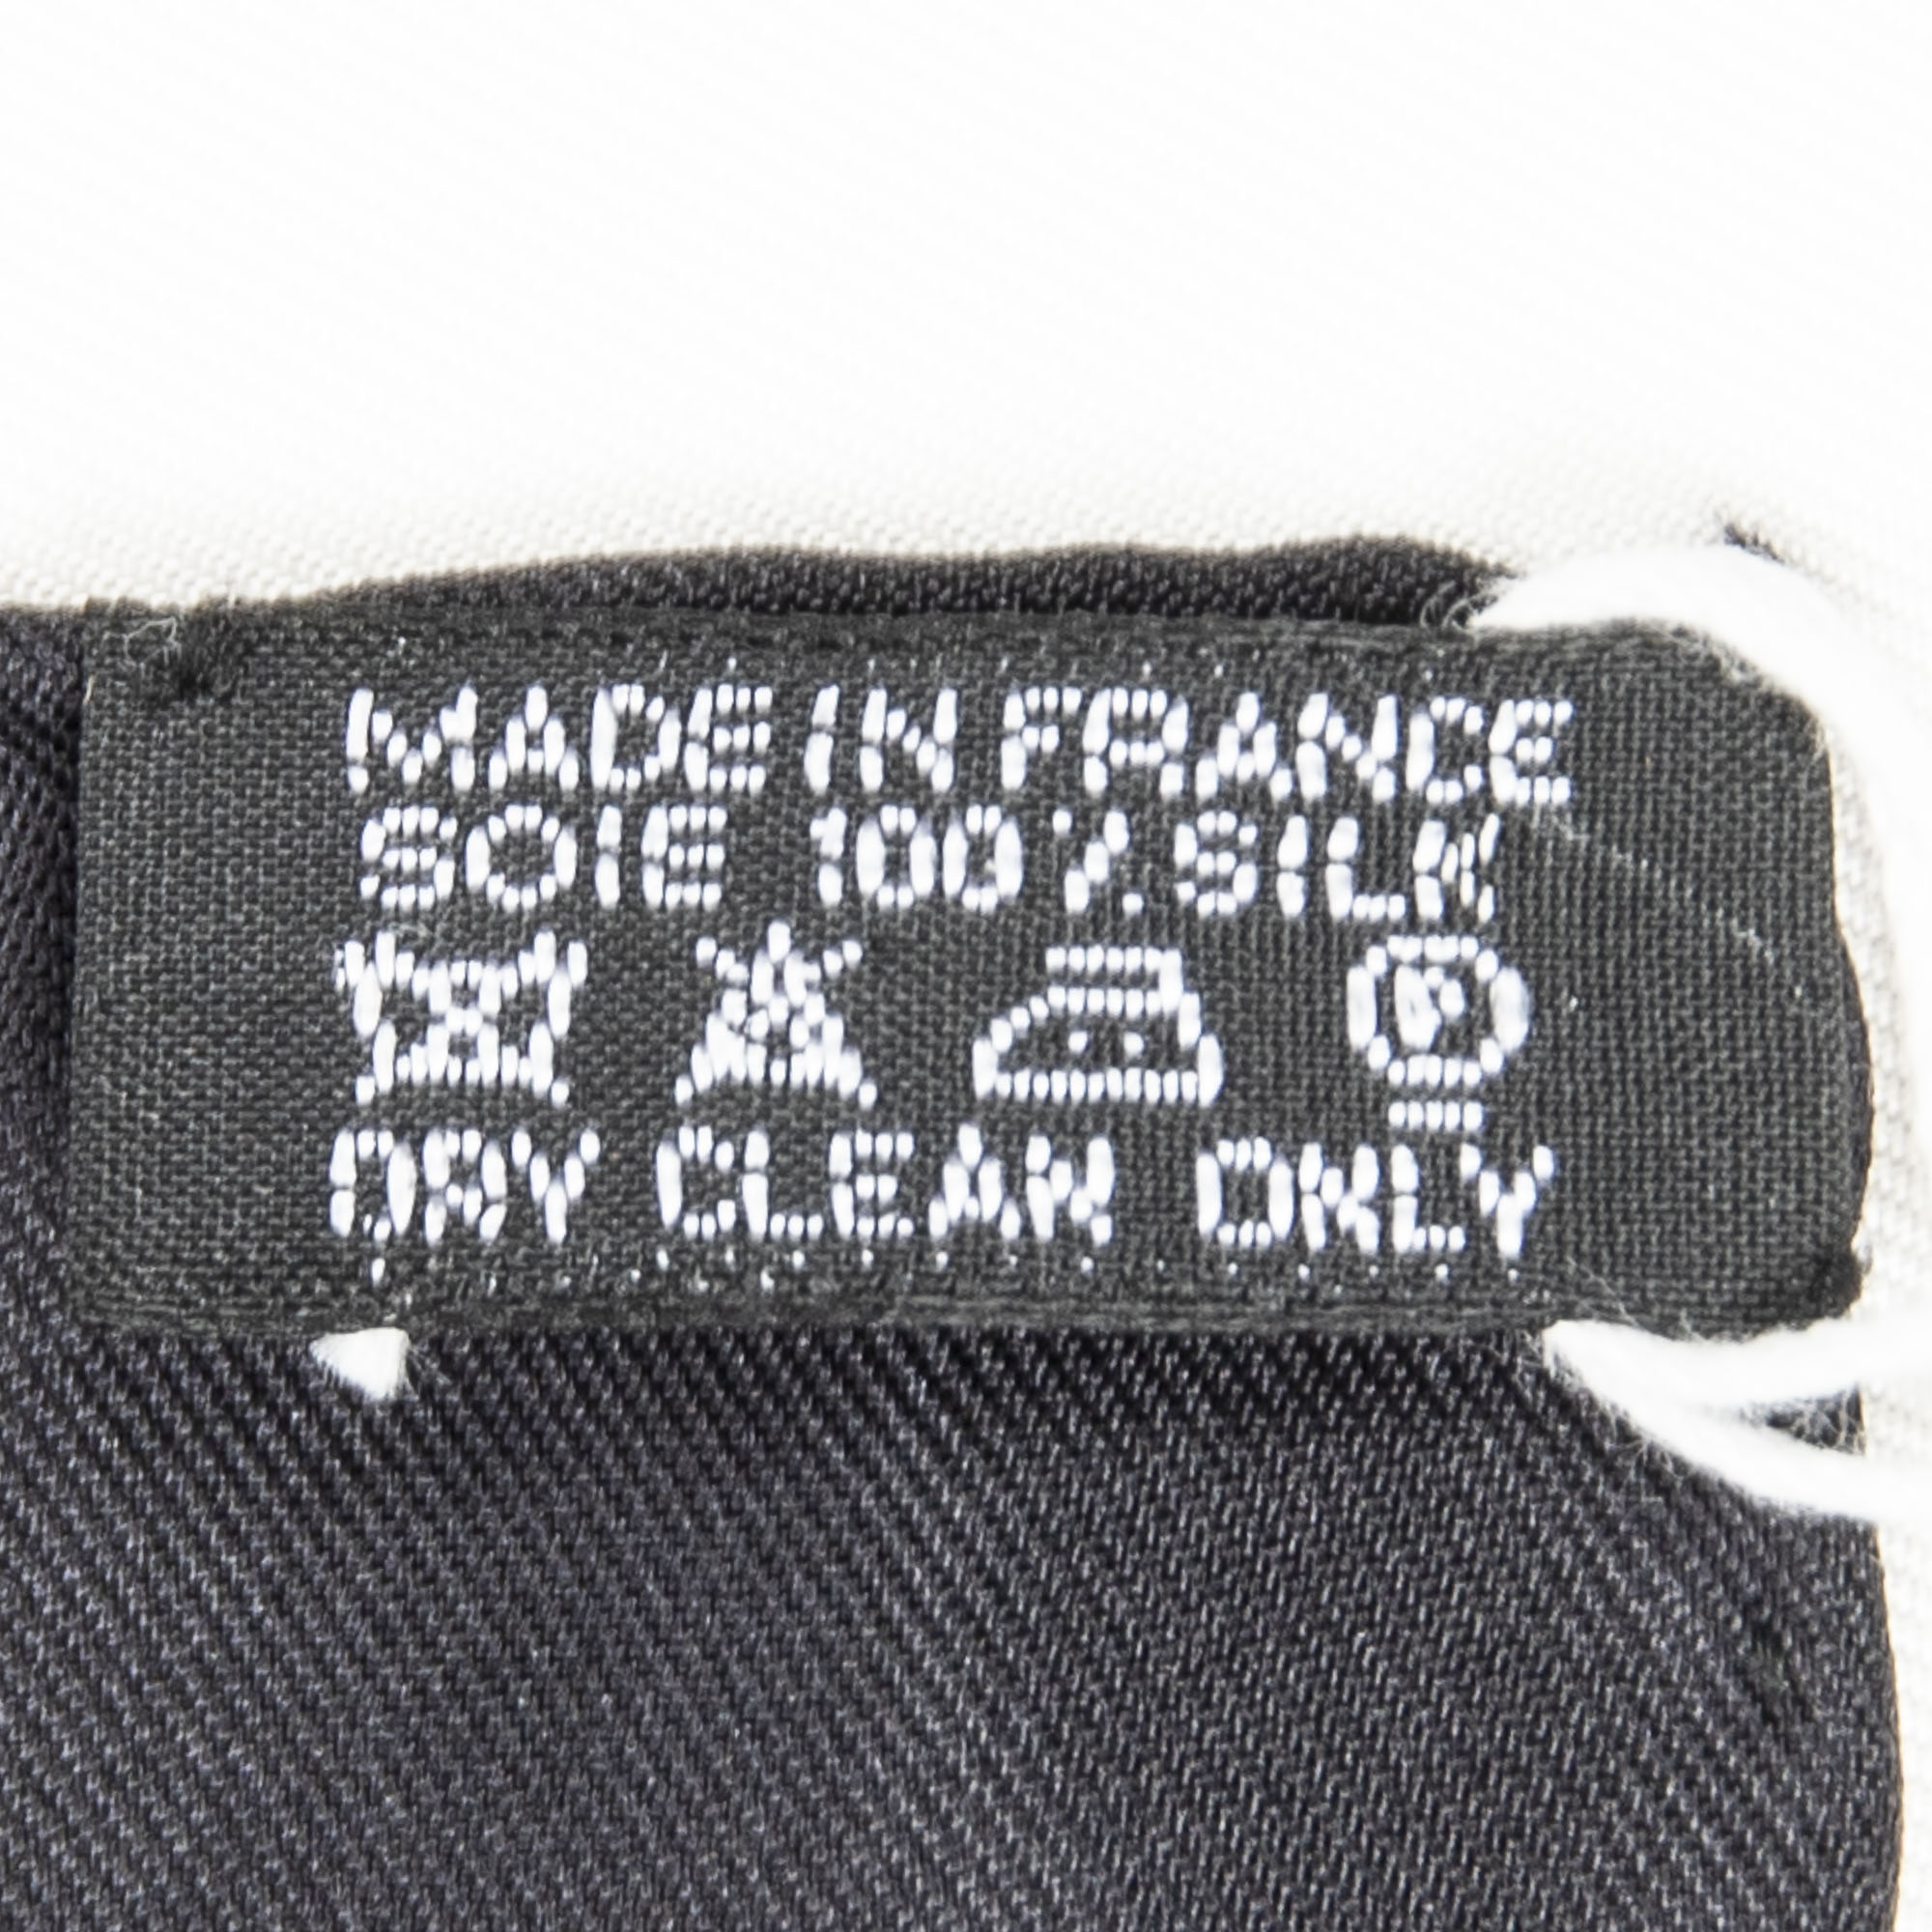 MADE IN FRANCE
SOIE 100% SILK
P
DRY CLEAN ONLY